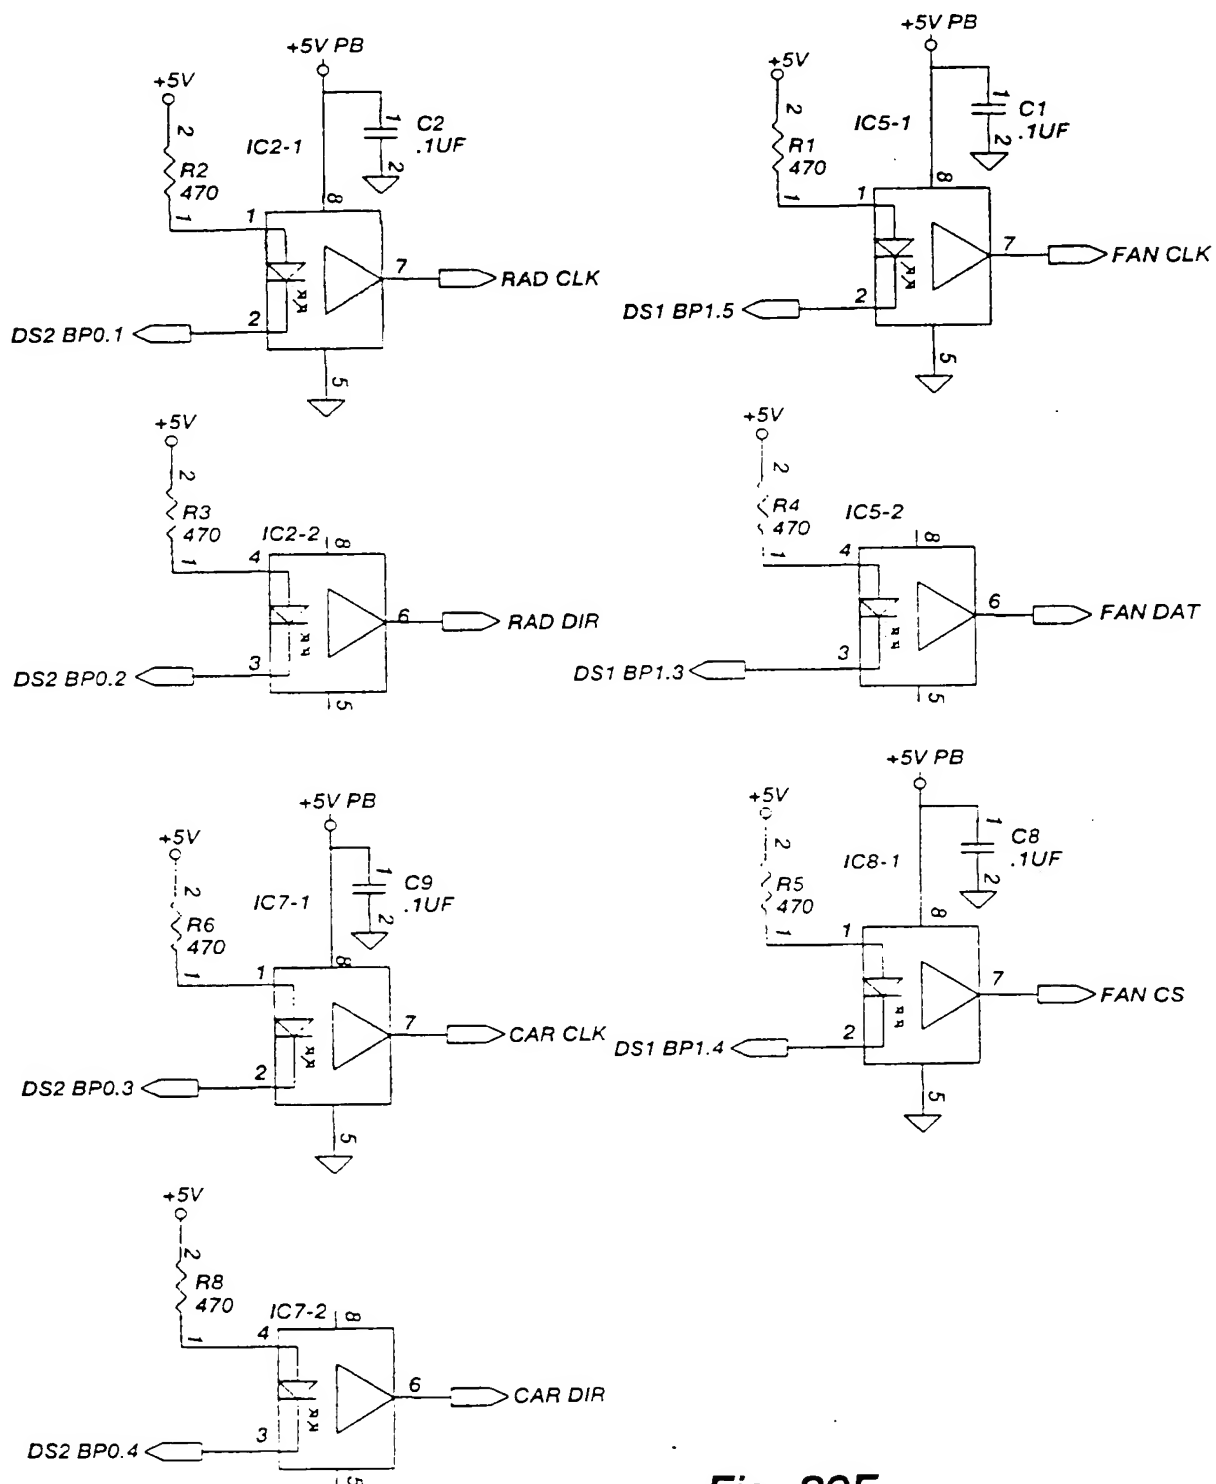 +5V PB
+5V
2
R2
470
1
IC2-1
1
C2
.1UF
2
8
1
7
RAD CLK
2
DS2 BP0.1
5
+5V PB
+5V
2
R1
470
1
IC5-1
1
C1
.1UF
2
8
1
7
FAN CLK
2
DS1 BP1.5
5
+5V
2
R3
470
1
IC2-2
8
4
6
RAD DIR
3
DS2 BP0.2
5
+5V
2
R4
470
1
IC5-2
8
4
6
FAN DAT
3
DS1 BP1.3
5
+5V PB
+5V
2
R6
470
1
IC7-1
1
C9
.1UF
2
8
1
7
CAR CLK
2
DS2 BP0.3
5
+5V PB
+5V
2
R5
470
1
IC8-1
1
C8
.1UF
2
8
1
7
FAN CS
2
DS1 BP1.4
5
+5V
2
R8
470
1
IC7-2
8
4
6
CAR DIR
3
DS2 BP0.4
5